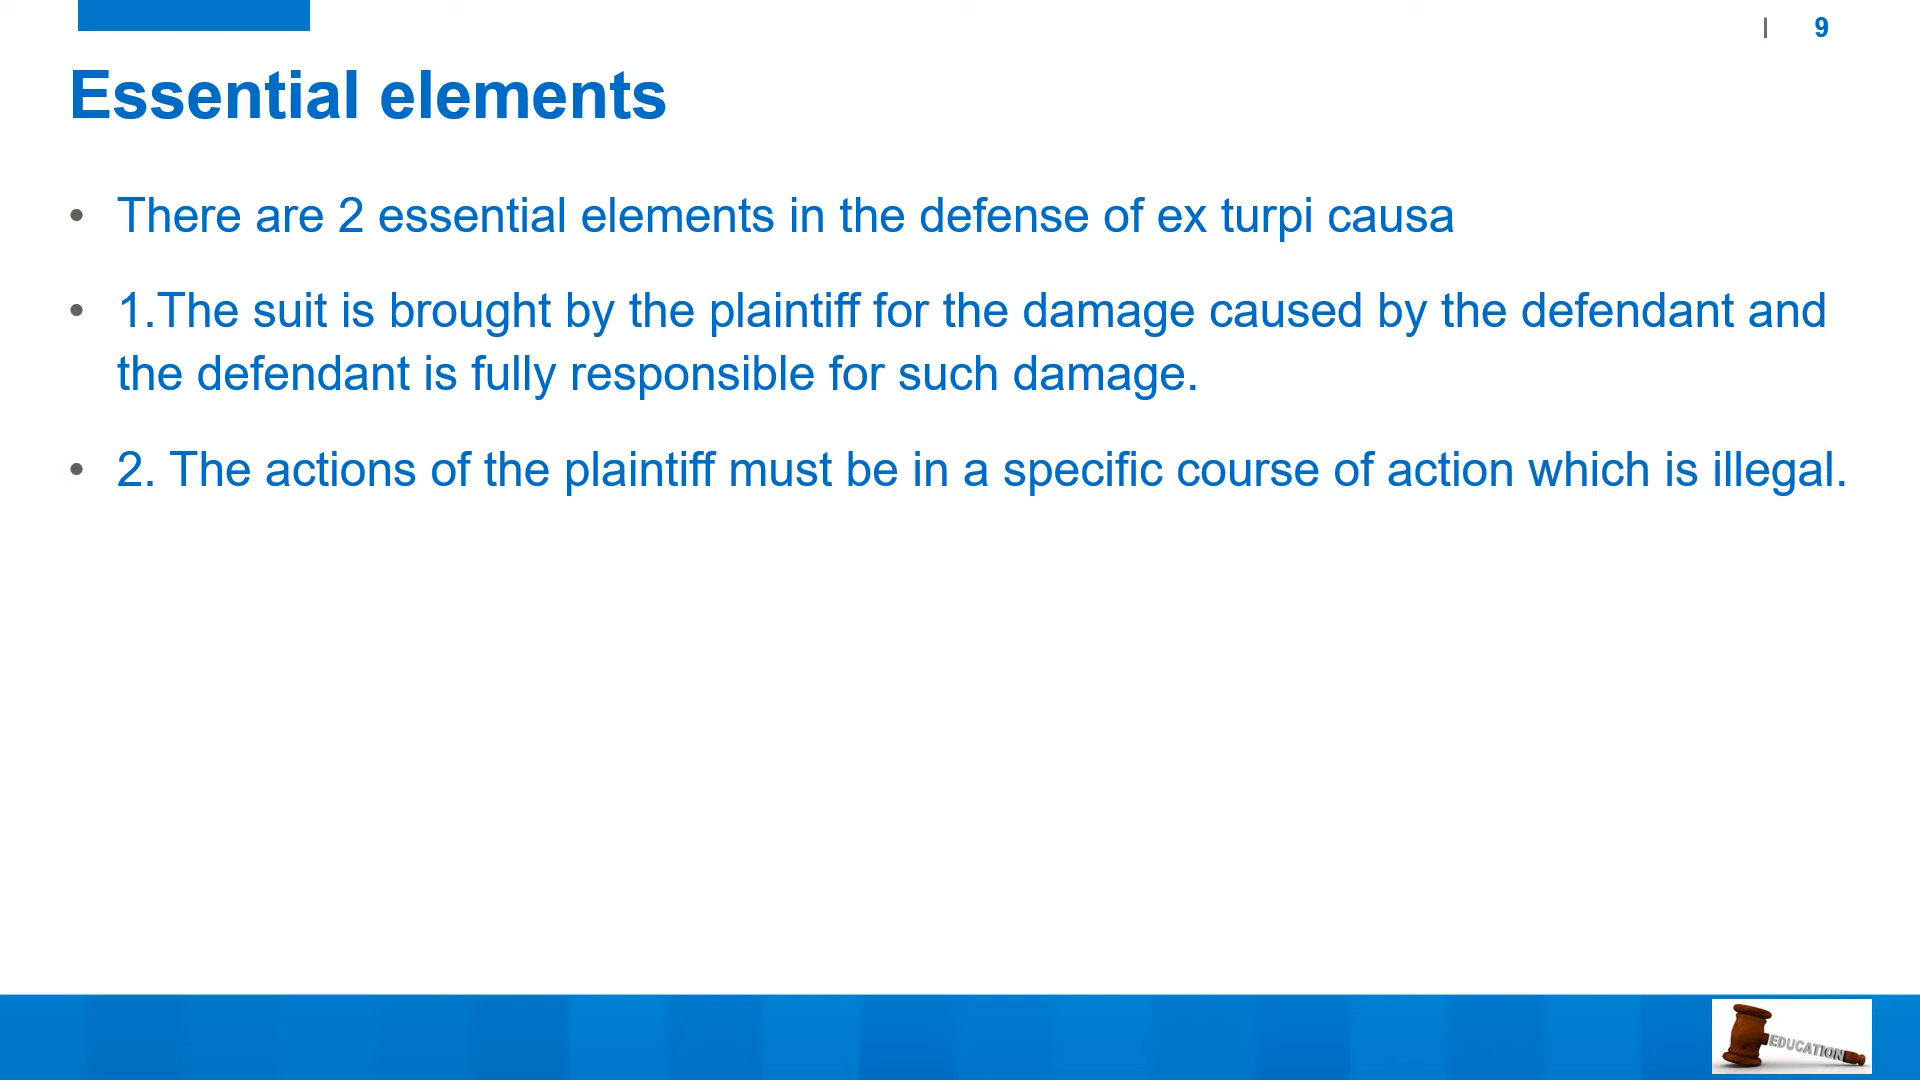 | 9
Essential elements
• There are 2 essential elements in the defense of ex turpi causa
• 1.The suit is brought by the plaintiff for the damage caused by the defendant and
the defendant is fully responsible for such damage.
• 2. The actions of the plaintiff must be in a specific course of action which is illegal.
EDUCATION